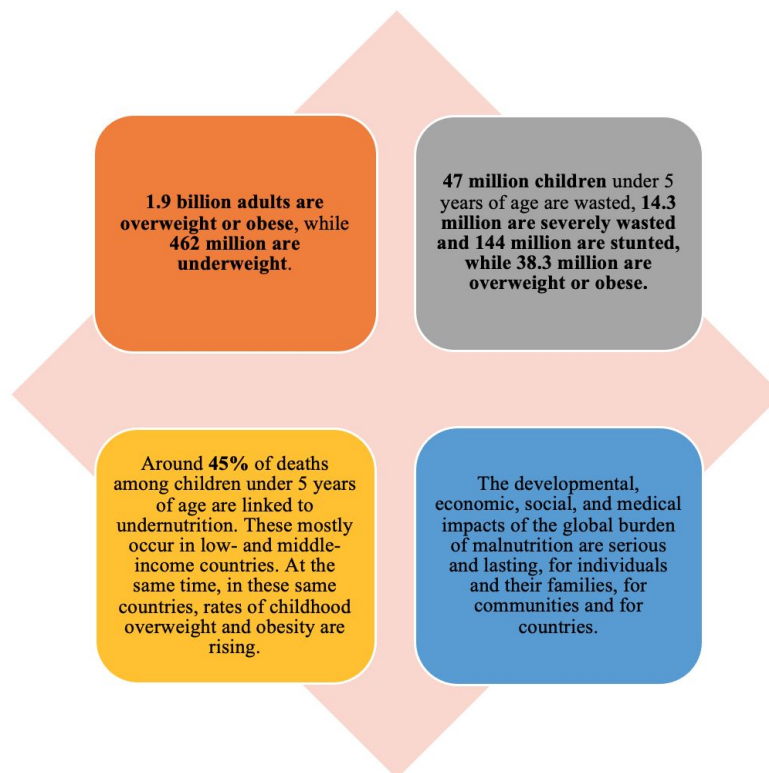 1.9 billion adults are
overweight or obese, while
462 million are
underweight.
47 million children under 5
years of age are wasted, 14.3
million are severely wasted
and 144 million are stunted,
while 38.3 million are
overweight or obese.
Around 45% of deaths
among children under 5 years
of age are linked to
undernutrition. These mostly
occur in low- and middle-
income countries. At the
same time, in these same
countries, rates of childhood
overweight and obesity are
rising.
The developmental,
economic, social, and medical
impacts of the global burden
of malnutrition are serious
and lasting, for individuals
and their families, for
communities and for
countries.